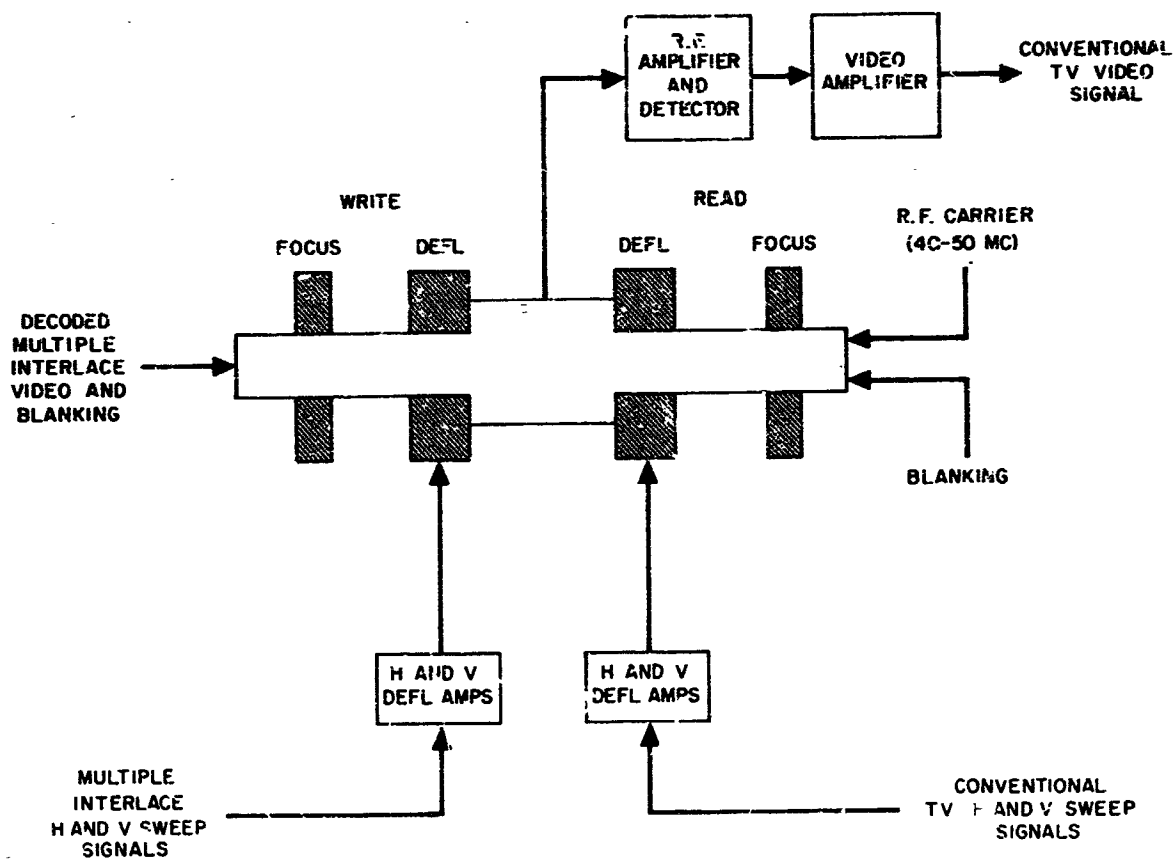 R.F.
AMPLIFIER
AND
DETECTOR
VIDEO
AMPLIFIER
CONVENTIONAL
TV VIDEO
SIGNAL
WRITE
READ
FOCUS
DEFL
DEFL
FOCUS
R.F. CARRIER
(4C-50 MC)
DECODED
MULTIPLE
INTERLACE
VIDEO AND
BLANKING
BLANKING
H AND V
DEFL AMPS
H AND V
DEFL AMPS
MULTIPLE
INTERLACE
H AND V SWEEP
SIGNALS
CONVENTIONAL
TV H AND V SWEEP
SIGNALS